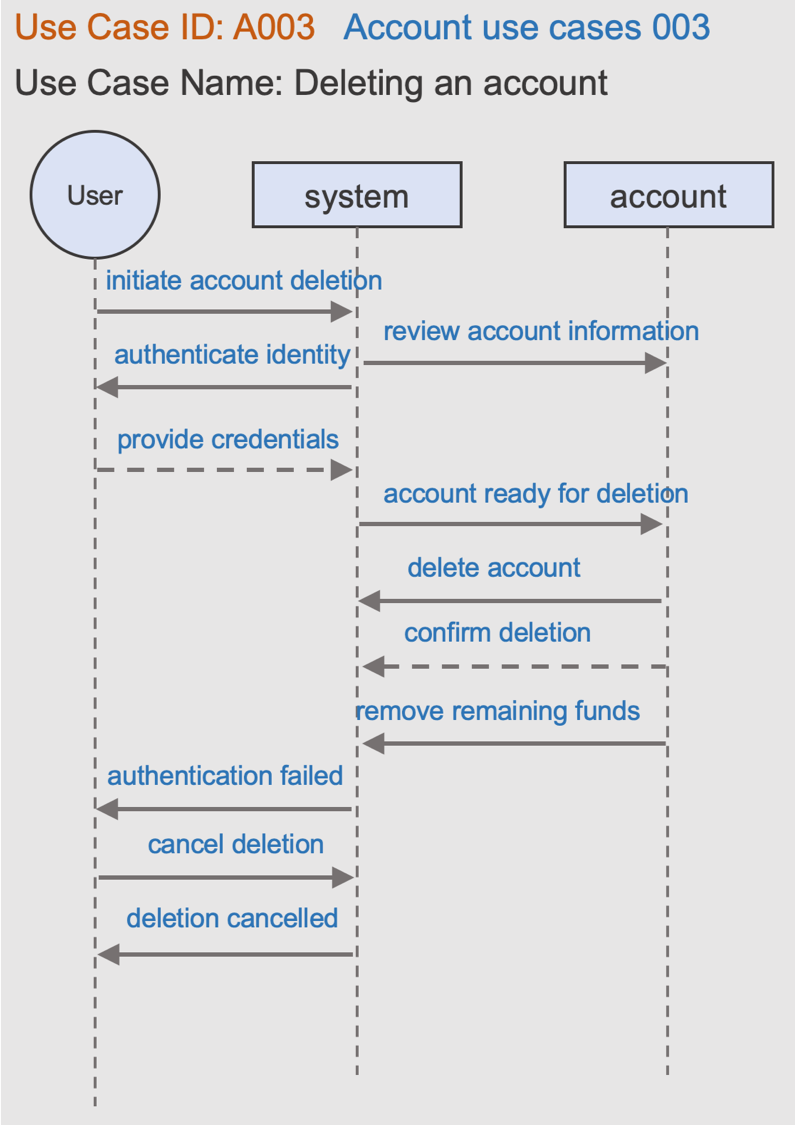 Use Case ID: A003 Account use cases 003
Use Case Name: Deleting an account
User
system
account
initiate account deletion
review account information
authenticate identity
provide credentials
account ready for deletion
delete account
confirm deletion
remove remaining funds
authentication failed
cancel deletion
deletion cancelled